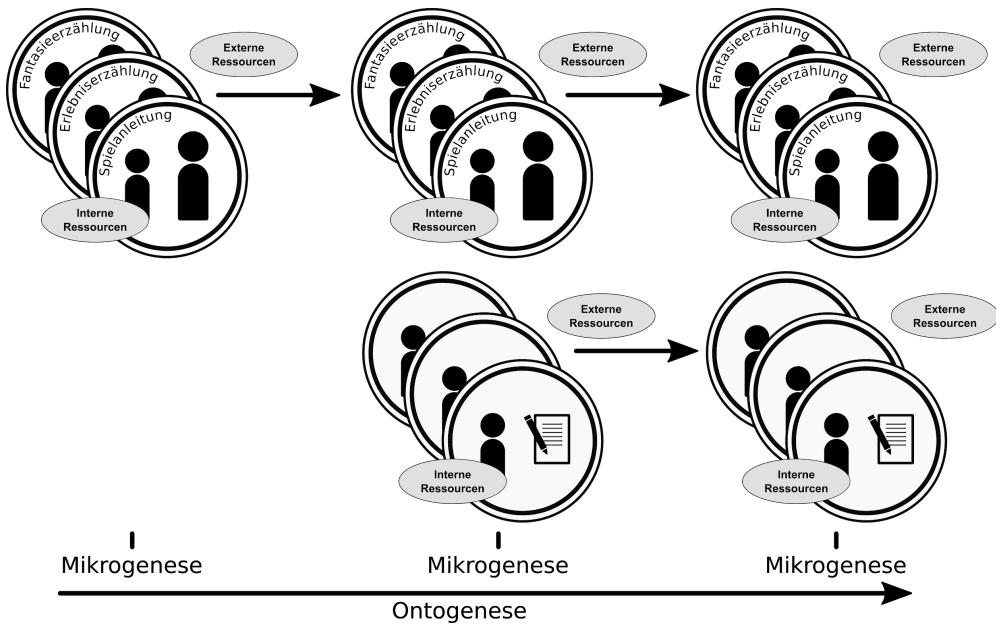 Fantasieerzählung
Erlebniserzählung
Spielanleitung
Interne
Ressourcen
Externe
Ressourcen
Fantasieerzählung
Erlebniserzählung
Spielanleitung
Interne
Ressourcen
Externe
Ressourcen
Fantasieerzählung
Erlebniserzählung
Spielanleitung
Interne
Ressourcen
Externe
Ressourcen
Interne
Ressourcen
Externe
Ressourcen
Interne
Ressourcen
Externe
Ressourcen
Mikrogenese
Mikrogenese
Mikrogenese
Ontogenese